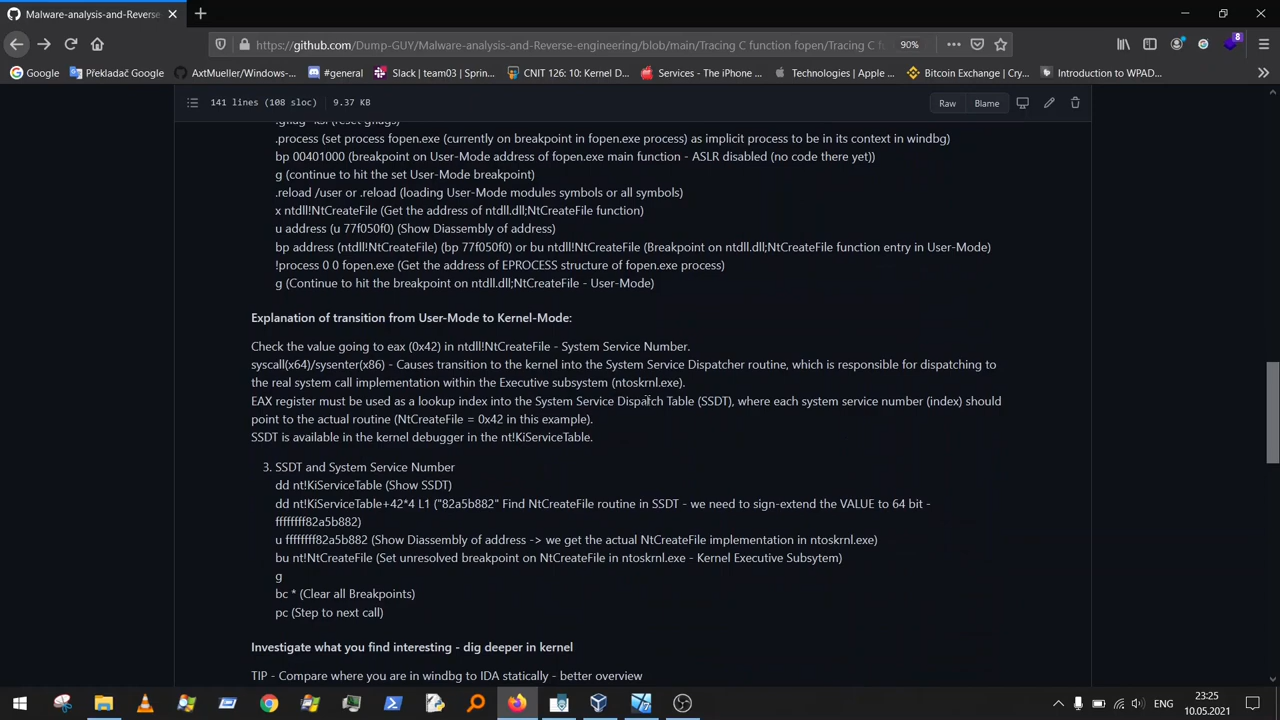 Malware-analysis-and-Reverse
https://github.com/Dump-GUY/Malware-analysis-and-Reverse-engineering/blob/main/Tracing C function fopen/Tracing C f
90%
8
Google
Překladač Google
AxtMueller/Windows-...
#general
Slack | team03 | Sprin...
CNIT 126: 10: Kernel D...
Services - The iPhone ...
Technologies | Apple ...
Bitcoin Exchange | Cry...
Introduction to WPAD...
141 lines (108 sloc) 9.37 KB
Raw Blame
.process (set process fopen.exe (currently on breakpoint in fopen.exe process) as implicit process to be in its context in windbg)
bp 00401000 (breakpoint on User-Mode address of fopen.exe main function - ASLR disabled (no code there yet))
g (continue to hit the set User-Mode breakpoint)
.reload /user or .reload (loading User-Mode modules symbols or all symbols)
x ntdll!NtCreateFile (Get the address of ntdll.dll;NtCreateFile function)
u address (u 77f050f0) (Show Diassembly of address)
bp address (ntdll!NtCreateFile) (bp 77f050f0) or bu ntdll!NtCreateFile (Breakpoint on ntdll.dll;NtCreateFile function entry in User-Mode)
!process 0 0 fopen.exe (Get the address of EPROCESS structure of fopen.exe process)
g (Continue to hit the breakpoint on ntdll.dll;NtCreateFile - User-Mode)
Explanation of transition from User-Mode to Kernel-Mode:
Check the value going to eax (0x42) in ntdll!NtCreateFile - System Service Number.
syscall(x64)/sysenter(x86) - Causes transition to the kernel into the System Service Dispatcher routine, which is responsible for dispatching to
the real system call implementation within the Executive subsystem (ntoskrnl.exe).
EAX register must be used as a lookup index into the System Service Dispatch Table (SSDT), where each system service number (index) should
point to the actual routine (NtCreateFile = 0x42 in this example).
SSDT is available in the kernel debugger in the nt!KiServiceTable.
3. SSDT and System Service Number
dd nt!KiServiceTable (Show SSDT)
dd nt!KiServiceTable+42*4 L1 ("82a5b882" Find NtCreateFile routine in SSDT - we need to sign-extend the VALUE to 64 bit -
ffffffff82a5b882)
u ffffffff82a5b882 (Show Diassembly of address -> we get the actual NtCreateFile implementation in ntoskrnl.exe)
bu nt!NtCreateFile (Set unresolved breakpoint on NtCreateFile in ntoskrnl.exe - Kernel Executive Subsytem)
g
bc * (Clear all Breakpoints)
pc (Step to next call)
Investigate what you find interesting - dig deeper in kernel
TIP - Compare where you are in windbg to IDA statically - better overview
ENG
23:25
10.05.2021